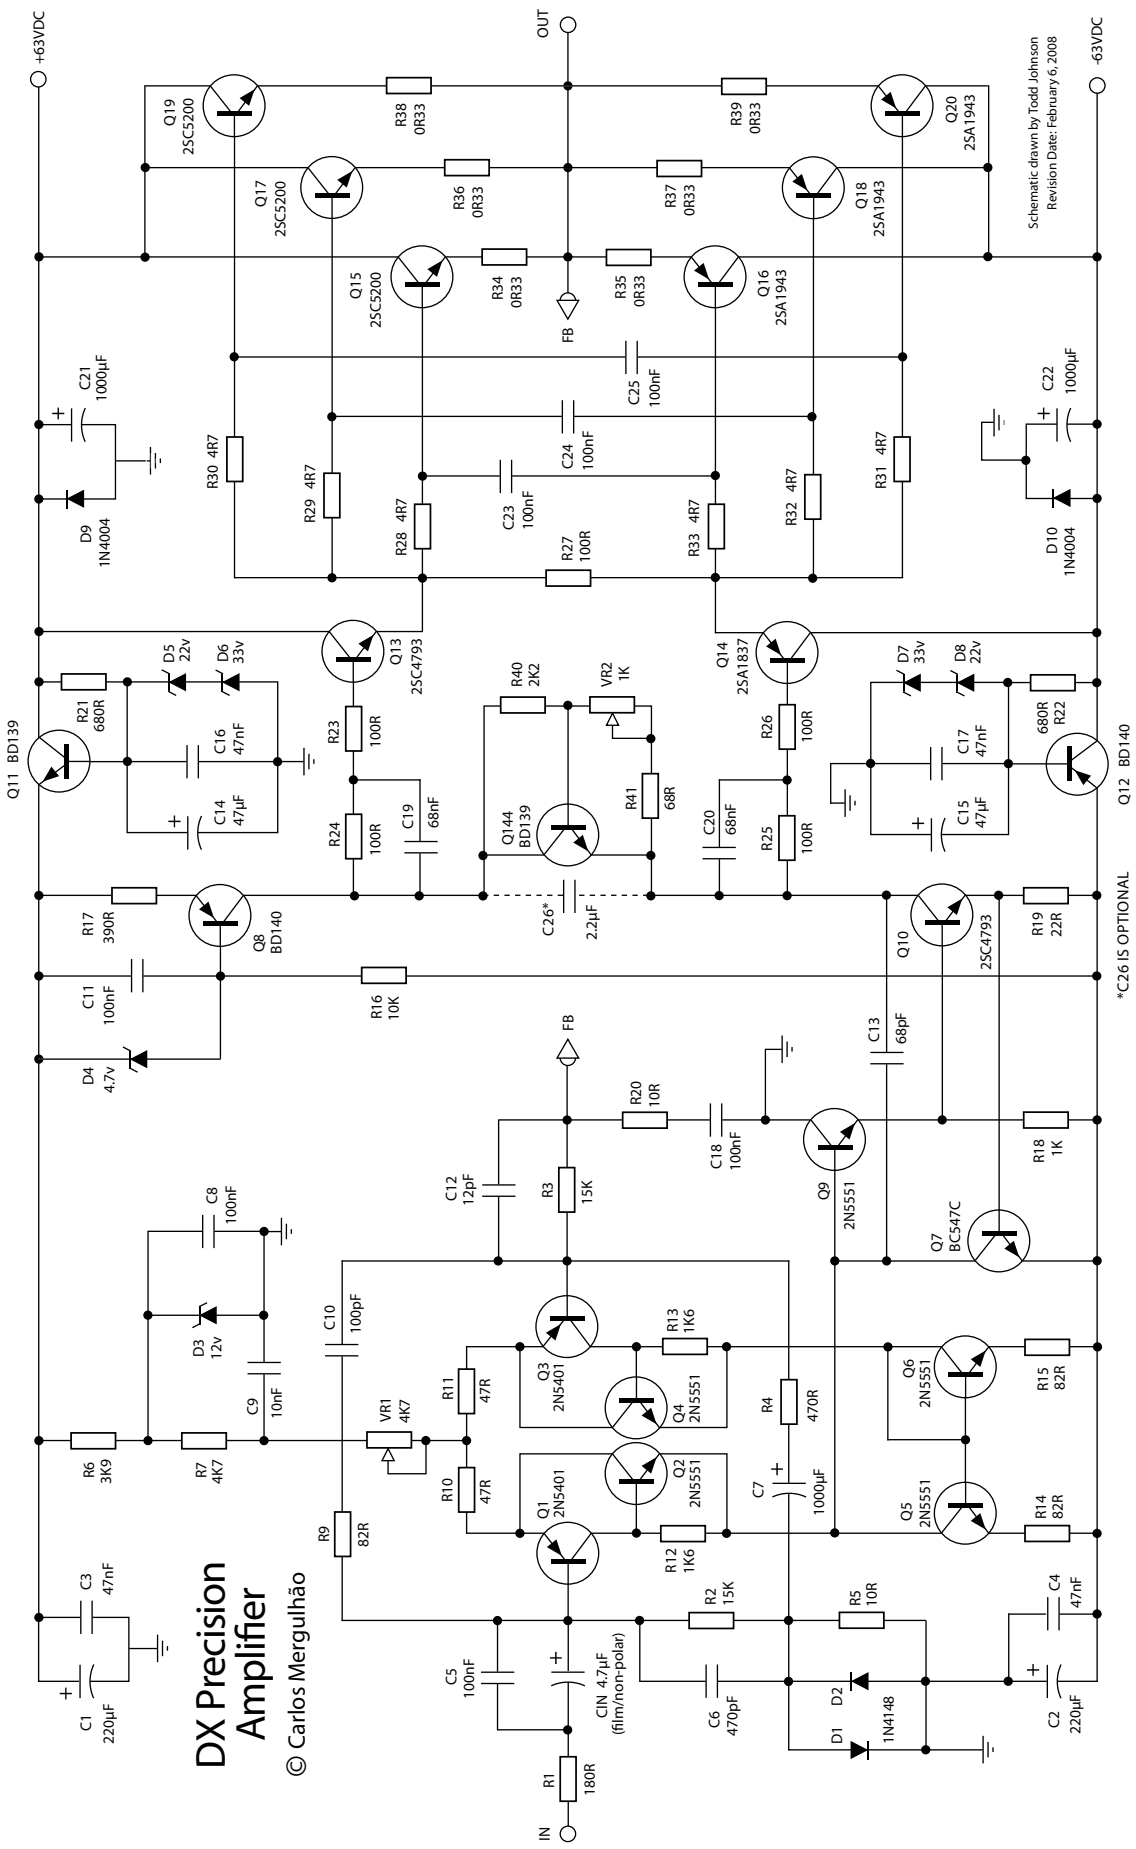 DX Precision
Amplifier
© Carlos Mergulhão
+63VDC
OUT
-63VDC
Schematic drawn by Todd Johnson
Revision Date: February 6, 2008
*C26 IS OPTIONAL
IN
R1
180R
C1
220µF
C3
47nF
C5
100nF
CIN 4.7µF
(film/non-polar)
C6
470pF
R2
15K
D1
D2
1N4148
R5
10R
C2
220µF
C4
47nF
R9
82R
C10
100pF
R6
3K9
R7
4K7
D3
12v
C8
100nF
C9
10nF
VR1
4K7
R10
47R
R11
47R
Q1
2N5401
Q2
2N5551
Q3
2N5401
Q4
2N5551
R12
1K6
R13
1K6
C7
1000µF
R4
470R
Q5
2N5551
Q6
2N5551
R14
82R
R15
82R
C12
12pF
R3
15K
FB
R20
10R
C18
100nF
Q9
2N5551
Q7
BC547C
R18
1K
C13
68pF
D4
4.7v
C11
100nF
R16
10K
R17
390R
Q8
BD140
Q10
2SC4793
R19
22R
C26*
2.2µF
Q11 BD139
R21
680R
C14
47µF
C16
47nF
D5
22v
D6
33v
R24
100R
R23
100R
C19
68nF
Q144
BD139
R40
2K2
VR2
1K
R41
68R
C20
68nF
R25
100R
R26
100R
Q13
2SC4793
Q14
2SA1837
C15
47µF
C17
47nF
D7
33v
D8
22v
680R
R22
Q12 BD140
D9
1N4004
C21
1000µF
D10
1N4004
C22
1000µF
R30 4R7
R29 4R7
R28 4R7
R27
100R
R33 4R7
R32 4R7
R31 4R7
C23
100nF
C24
100nF
C25
100nF
FB
Q15
2SC5200
Q17
2SC5200
Q19
2SC5200
R34
0R33
R35
0R33
R36
0R33
R37
0R33
R38
0R33
R39
0R33
Q16
2SA1943
Q18
2SA1943
Q20
2SA1943
+
+
+
+
+
+
+
+